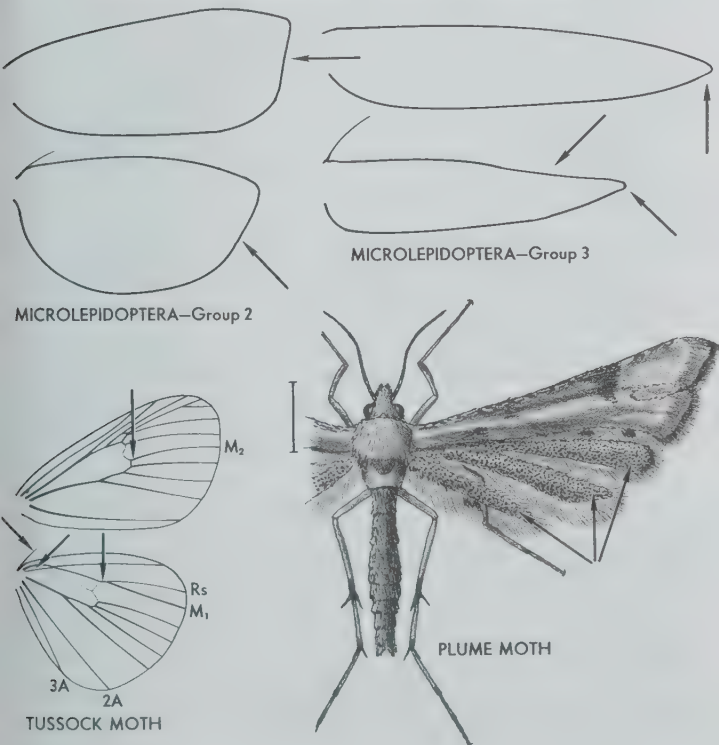 MICROLEPIDOPTERA—Group 3
MICROLEPIDOPTERA—Group 2
M₂
Rs
M₁
3A
2A
TUSSOCK MOTH
PLUME MOTH